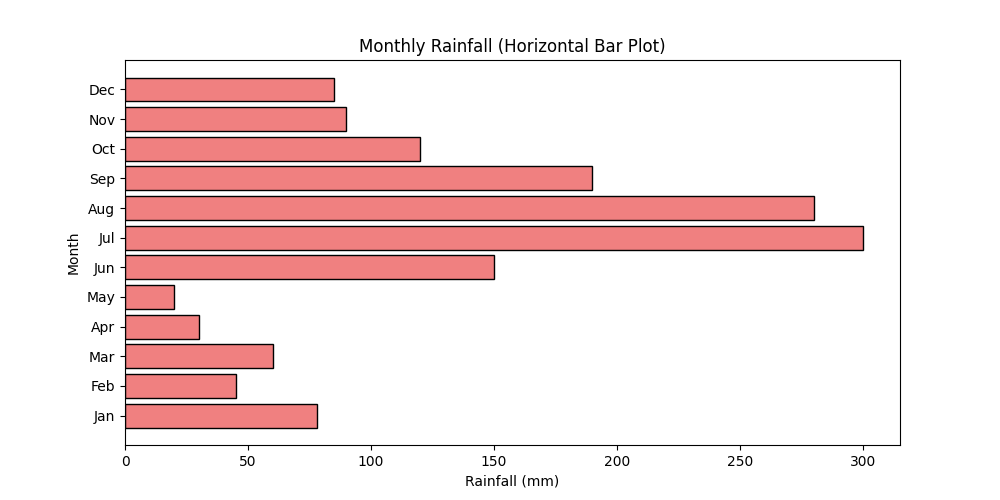 Monthly Rainfall (Horizontal Bar Plot)
Dec
Nov
Oct
Sep
Aug
Jul
Jun
May
Apr
Mar
Feb
Jan
Month
0 50 100 150 200 250 300
Rainfall (mm)